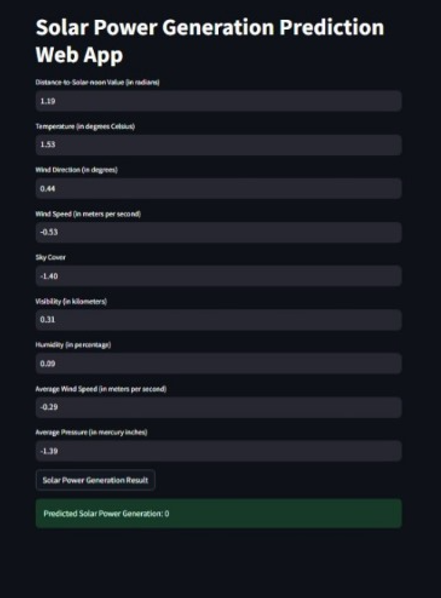 Solar Power Generation Prediction
Web App
Distance-to-Solar-noon Value (in radians)
1.19
Temperature (in degrees Celsius)
1.53
Wind Direction (in degrees)
0.44
Wind Speed (in meters per second)
-0.53
Sky Cover
-1.40
Visibility (in kilometers)
0.31
Humidity (in percentage)
0.09
Average Wind Speed (in meters per second)
-0.29
Average Pressure (in mercury inches)
-1.39
Solar Power Generation Result
Predicted Solar Power Generation: 0